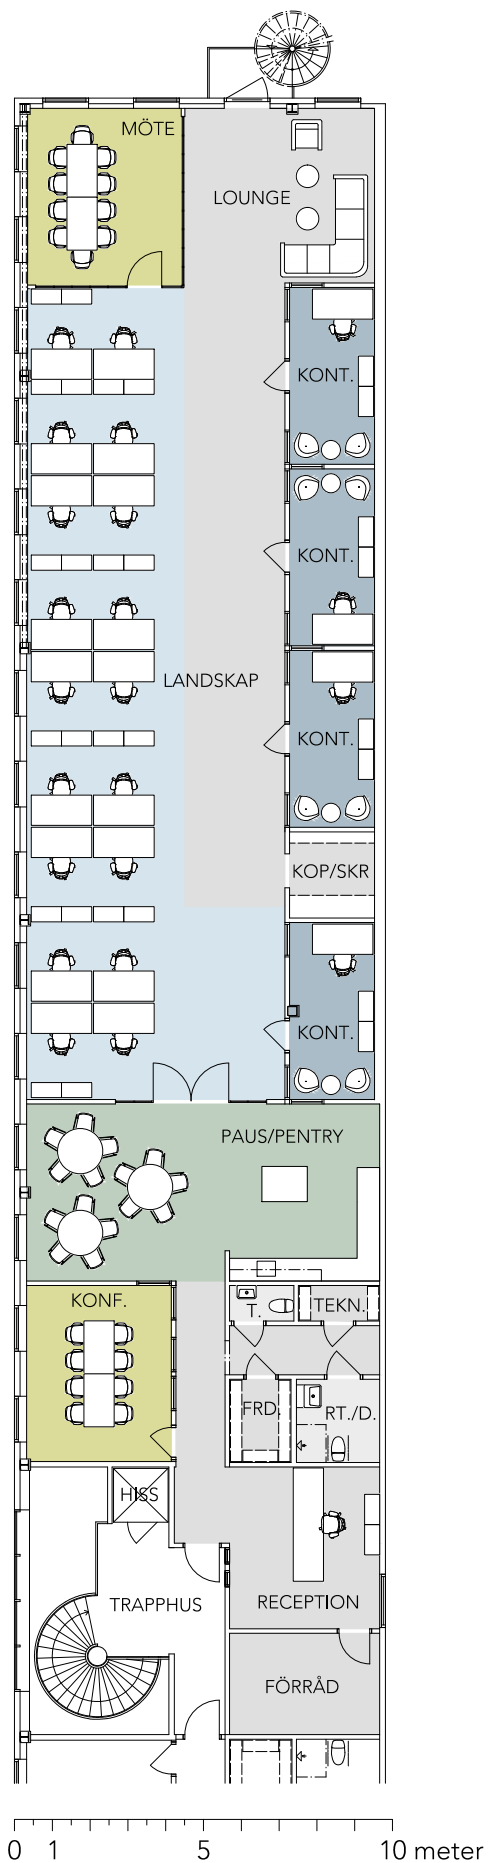 MÖTE
LOUNGE
KONT.
KONT.
LANDSKAP
KONT.
KOP/SKR
KONT.
PAUS/PENTRY
KONF.
T.
TEKN.
FRD.
RT./D.
HISS
TRAPPHUS
RECEPTION
FÖRRÅD
0 1 5 10 meter